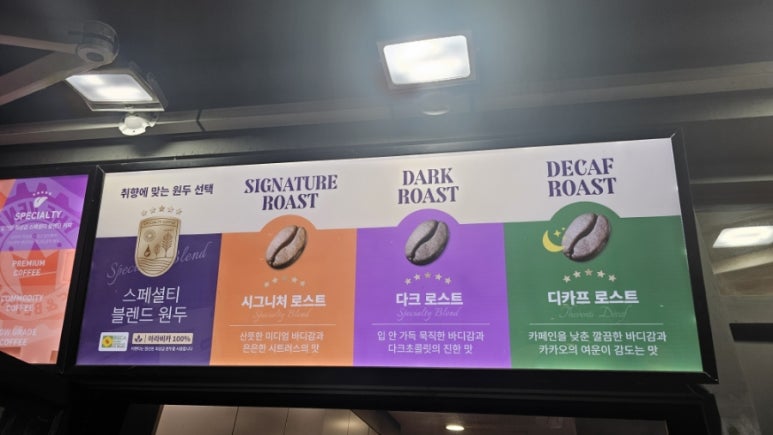 SPECIALTY
PREMIUM
COFFEE
COMMODITY
COFFEE
GRADE
COFFEE
취향에 맞는 원두 선택
Blend
스페셜티
블렌드 원두
아라비카 100%
SIGNATURE
ROAST
시그니처 로스트
Specialty Blend
산뜻한 미디엄 바디감과
은은한 시트러스의 맛
DARK
ROAST
다크 로스트
Specialty Blend
입 안 가득 묵직한 바디감과
다크초콜릿의 진한 맛
DECAF
ROAST
디카프 로스트
Decaf
카페인을 낮춘 깔끔한 바디감과
카카오의 여운이 감도는 맛